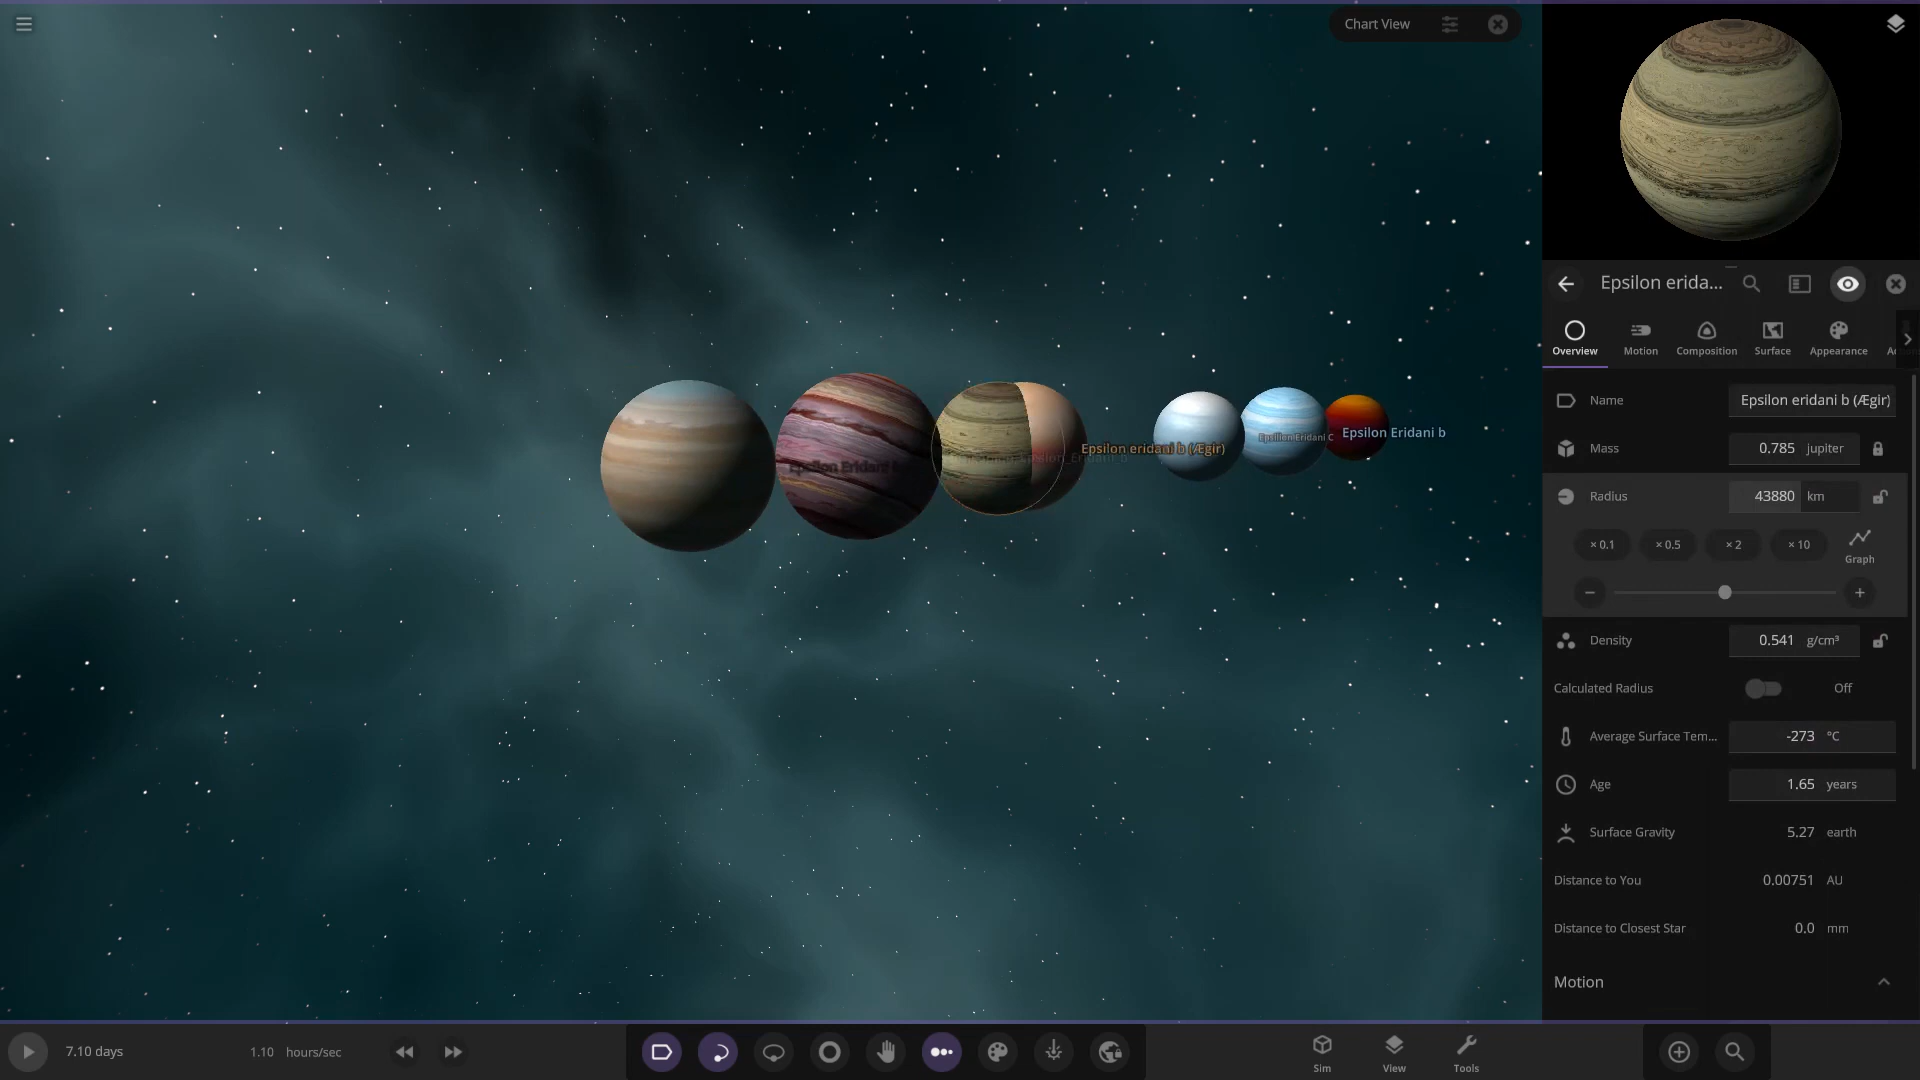 Chart View
Epsilon Eridani b
Epsilon eridani b (Ægir)
Epsilon Eridani C
Epsilon Eridani b
Epsilon erida...
Overview
Motion
Composition
Surface
Appearance
Name
Epsilon eridani b (Ægir)
Mass
0.785 jupiter
Radius
43880 km
× 0.1
× 0.5
× 2
× 10
Graph
Density
0.541 g/cm³
Calculated Radius
Off
Average Surface Tem...
-273 °C
Age
1.65 years
Surface Gravity
5.27 earth
Distance to You
0.00751 AU
Distance to Closest Star
0.0 mm
Motion
7.10 days
1.10 hours/sec
Sim
View
Tools